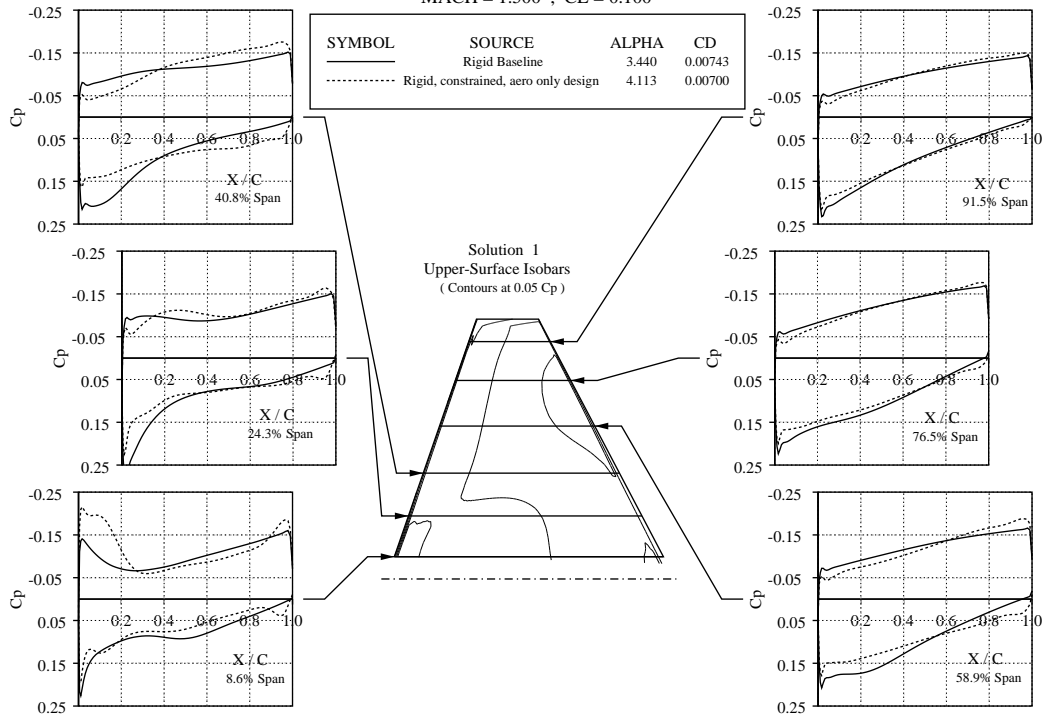 MACH = 1.500 , CL = 0.100
SYMBOL SOURCE ALPHA CD
Rigid Baseline 3.440 0.00743
Rigid, constrained, aero only design 4.113 0.00700
-0.25
-0.15
-0.05
0.05
0.15
0.25
Cp
0.2 0.4 0.6 0.8 1.0
X / C
40.8% Span
-0.25
-0.15
-0.05
0.05
0.15
0.25
Cp
0.2 0.4 0.6 0.8 1.0
X / C
91.5% Span
Solution 1
Upper-Surface Isobars
( Contours at 0.05 Cp )
-0.25
-0.15
-0.05
0.05
0.15
0.25
Cp
0.2 0.4 0.6 0.8 1.0
X / C
24.3% Span
-0.25
-0.15
-0.05
0.05
0.15
0.25
Cp
0.2 0.4 0.6 0.8 1.0
X / C
76.5% Span
-0.25
-0.15
-0.05
0.05
0.15
0.25
Cp
0.2 0.4 0.6 0.8 1.0
X / C
8.6% Span
-0.25
-0.15
-0.05
0.05
0.15
0.25
Cp
0.2 0.4 0.6 0.8 1.0
X / C
58.9% Span